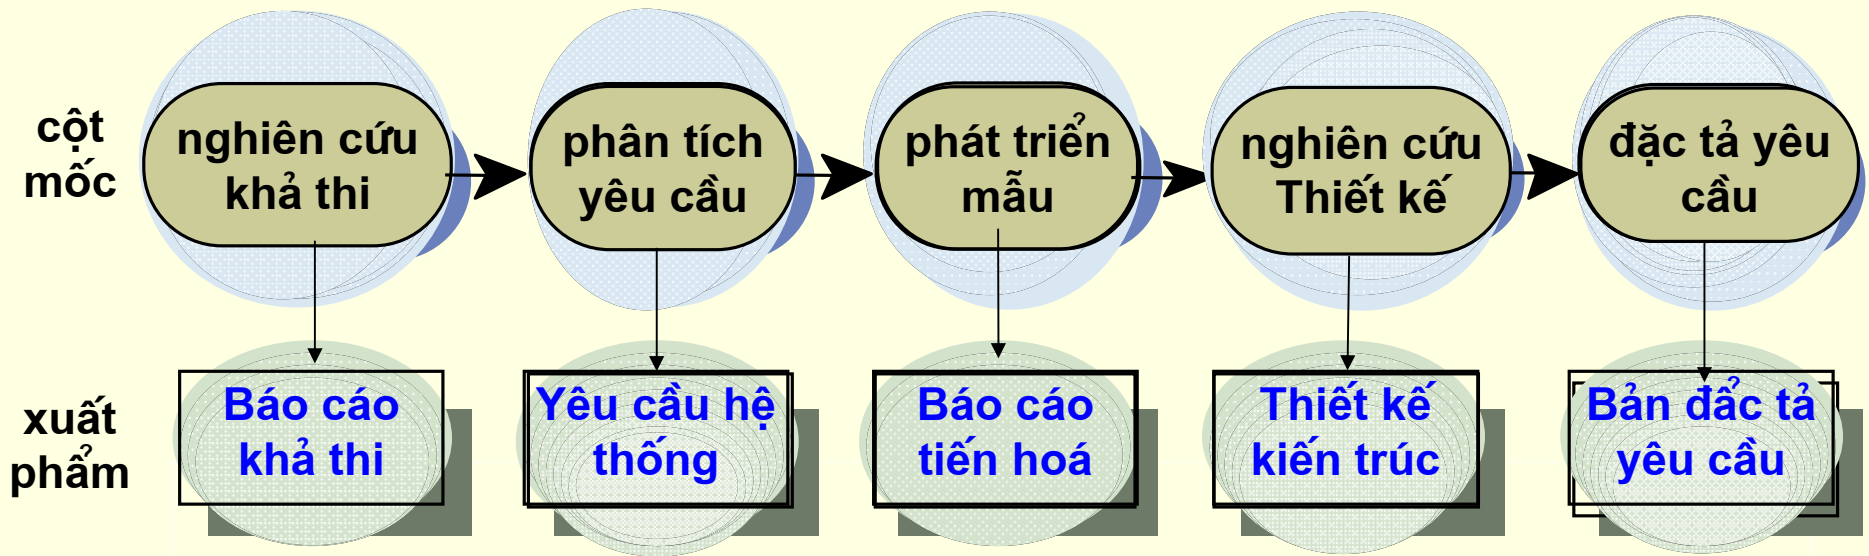 cột
mốc
nghiên cứu
khả thi
phân tích
yêu cầu
phát triển
mẫu
nghiên cứu
Thiết kế
đặc tả yêu
cầu
xuất
phẩm
Báo cáo
khả thi
Yêu cầu hệ
thống
Báo cáo
tiến hoá
Thiết kế
kiến trúc
Bản đẩc tả
yêu cầu